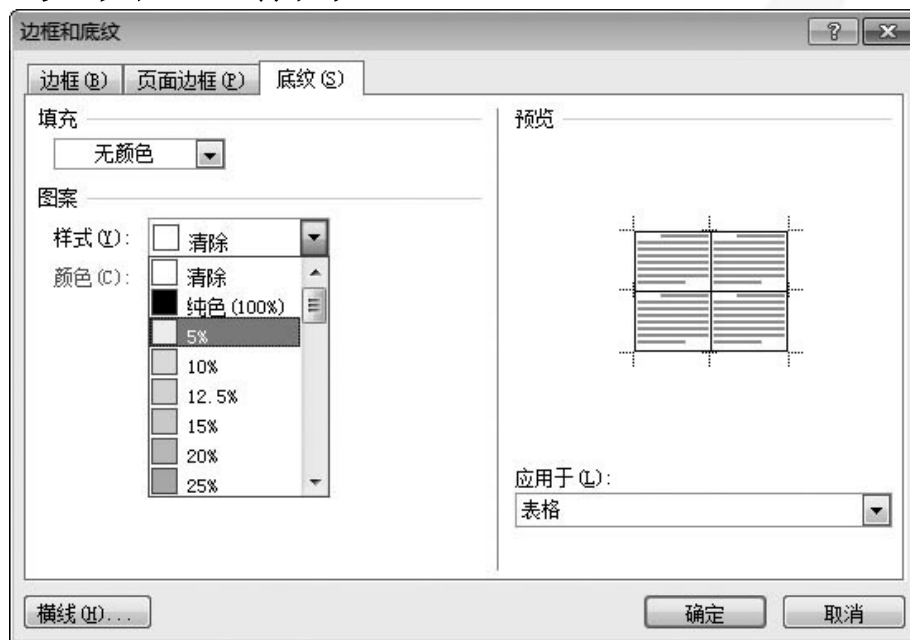 边框和底纹
边框(B) 页面边框(P) 底纹(S)
填充
无颜色
图案
样式(Y): 清除
颜色(C): 清除
纯色(100%)
5%
10%
12.5%
15%
20%
25%
预览
应用于(L):
表格
横线(H)... 确定 取消